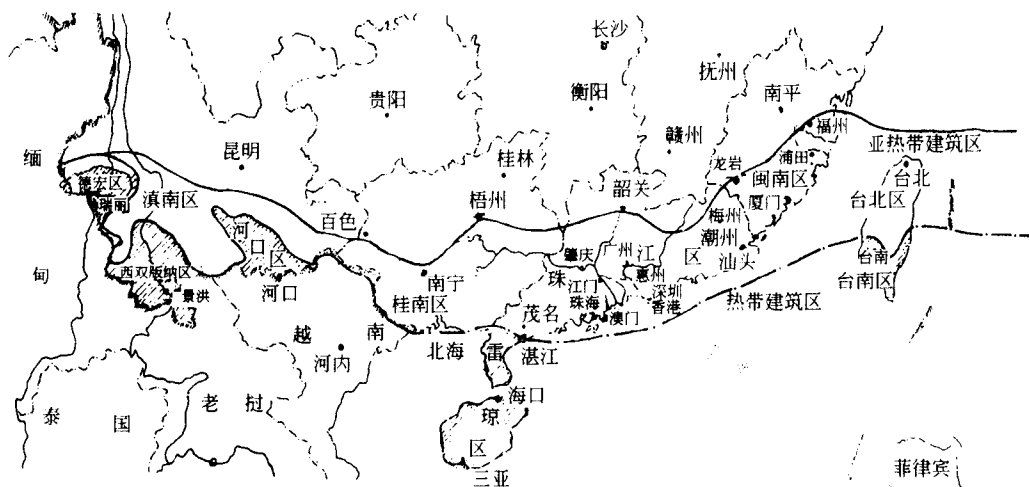 长沙
抚州
衡阳
南平
贵阳
福州
赣州
缅
昆明
亚热带建筑区
浦田
桂林
龙岩
台北
德宏区
闽南区
韶关
瑞丽
滇南区
厦门
台北区
梅州
百色
梧州
潮州
河口区
广州
江
肇庆
区
汕头
台南
西双版纳区
惠州
甸
珠
南宁
江门
台南区
河口
深圳
景洪
热带建筑区
桂南区
珠海
香港
茂名
澳门
越
南
北海
雷
湛江
河内
海口
老挝
泰国
琼
区
菲律宾
三亚